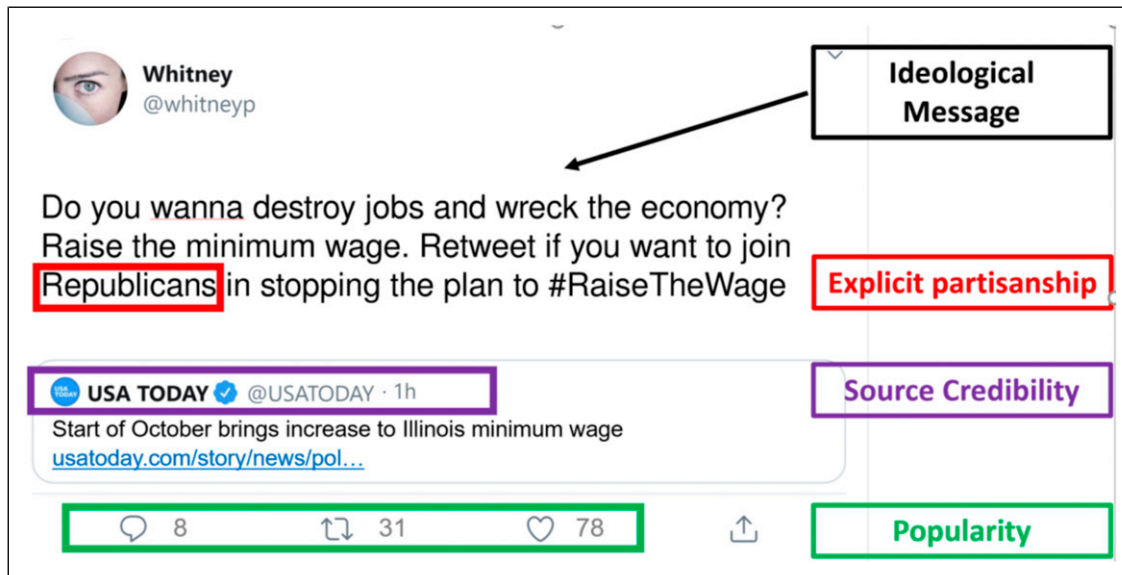 Whitney
@whitneyp
Ideological
Message
Do you wanna destroy jobs and wreck the economy?
Raise the minimum wage. Retweet if you want to join
Republicans in stopping the plan to #RaiseTheWage
Explicit partisanship
USA TODAY
USA TODAY @USATODAY · 1h
Source Credibility
Start of October brings increase to Illinois minimum wage
usatoday.com/story/news/pol…
8 31 78
Popularity